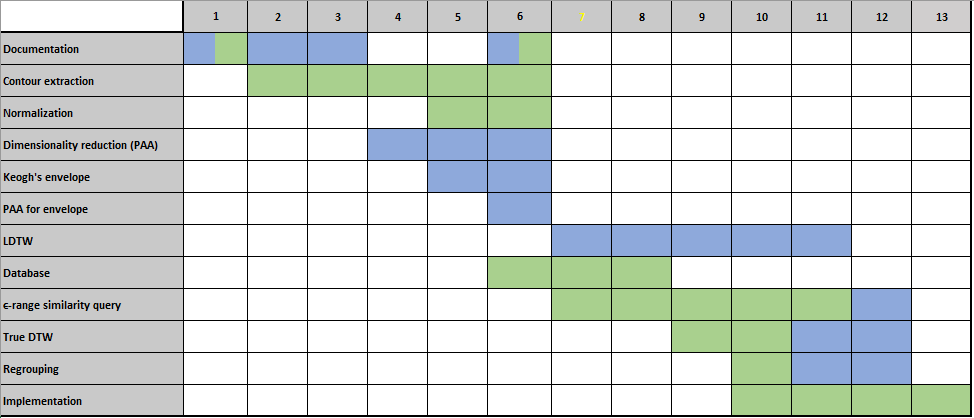 1 2 3 4 5 6 7 8 9 10 11 12 13
Documentation
Contour extraction
Normalization
Dimensionality reduction (PAA)
Keogh's envelope
PAA for envelope
LDTW
Database
ϵ-range similarity query
True DTW
Regrouping
Implementation